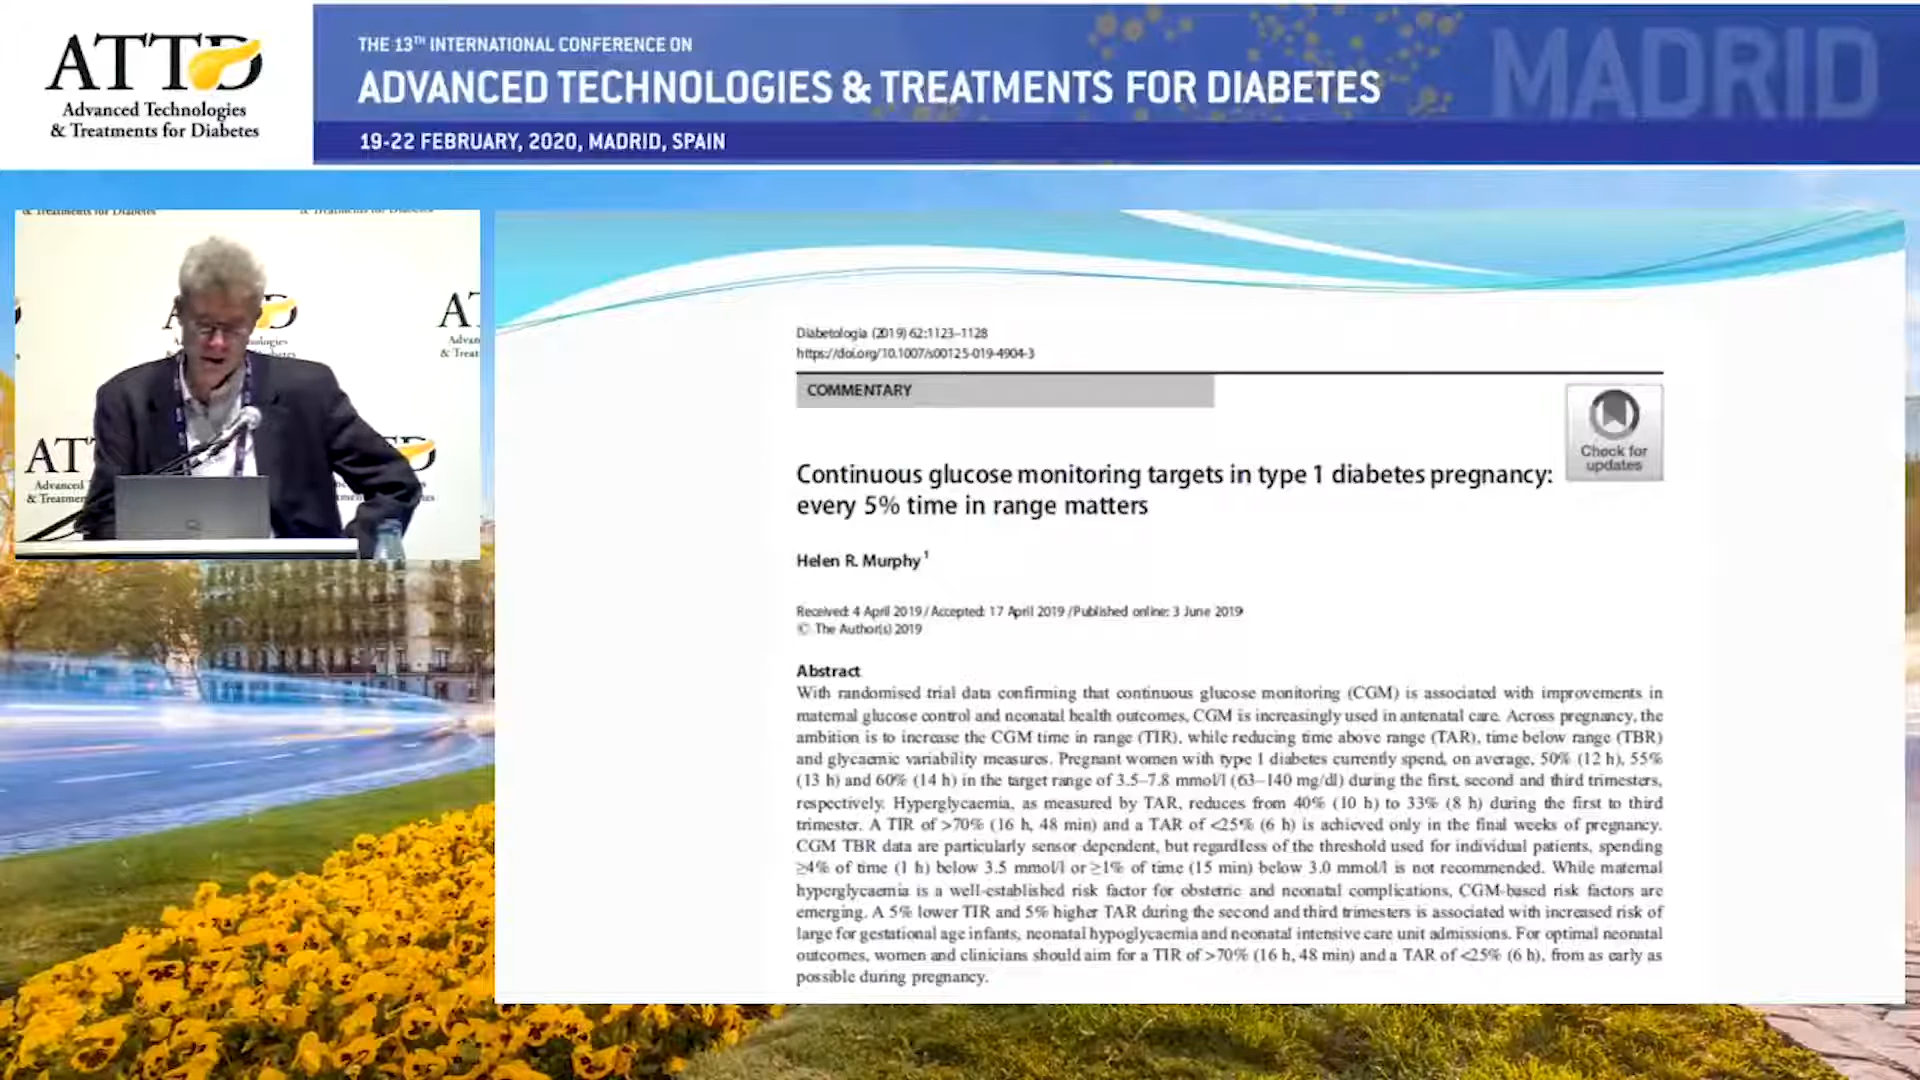 ATTD
Advanced Technologies
& Treatments for Diabetes
THE 13TH INTERNATIONAL CONFERENCE ON
ADVANCED TECHNOLOGIES & TREATMENTS FOR DIABETES
19-22 FEBRUARY, 2020, MADRID, SPAIN
MADRID
& Treatments for Diabetes
& Treatments for Diabetes
Diabetologia (2019) 62:1123–1128
https://doi.org/10.1007/s00125-019-4904-3
COMMENTARY
Check for
updates
Continuous glucose monitoring targets in type 1 diabetes pregnancy:
every 5% time in range matters
Helen R. Murphy 1
Received: 4 April 2019 / Accepted: 17 April 2019 / Published online: 3 June 2019
© The Author(s) 2019
Abstract
With randomised trial data confirming that continuous glucose monitoring (CGM) is associated with improvements in
maternal glucose control and neonatal health outcomes, CGM is increasingly used in antenatal care. Across pregnancy, the
ambition is to increase the CGM time in range (TIR), while reducing time above range (TAR), time below range (TBR)
and glycaemic variability measures. Pregnant women with type 1 diabetes currently spend, on average, 50% (12 h), 55%
(13 h) and 60% (14 h) in the target range of 3.5–7.8 mmol/l (63–140 mg/dl) during the first, second and third trimesters,
respectively. Hyperglycaemia, as measured by TAR, reduces from 40% (10 h) to 33% (8 h) during the first to third
trimester. A TIR of >70% (16 h, 48 min) and a TAR of <25% (6 h) is achieved only in the final weeks of pregnancy.
CGM TBR data are particularly sensor dependent, but regardless of the threshold used for individual patients, spending
≥4% of time (1 h) below 3.5 mmol/l or ≥1% of time (15 min) below 3.0 mmol/l is not recommended. While maternal
hyperglycaemia is a well-established risk factor for obstetric and neonatal complications, CGM-based risk factors are
emerging. A 5% lower TIR and 5% higher TAR during the second and third trimesters is associated with increased risk of
large for gestational age infants, neonatal hypoglycaemia and neonatal intensive care unit admissions. For optimal neonatal
outcomes, women and clinicians should aim for a TIR of >70% (16 h, 48 min) and a TAR of <25% (6 h), from as early as
possible during pregnancy.